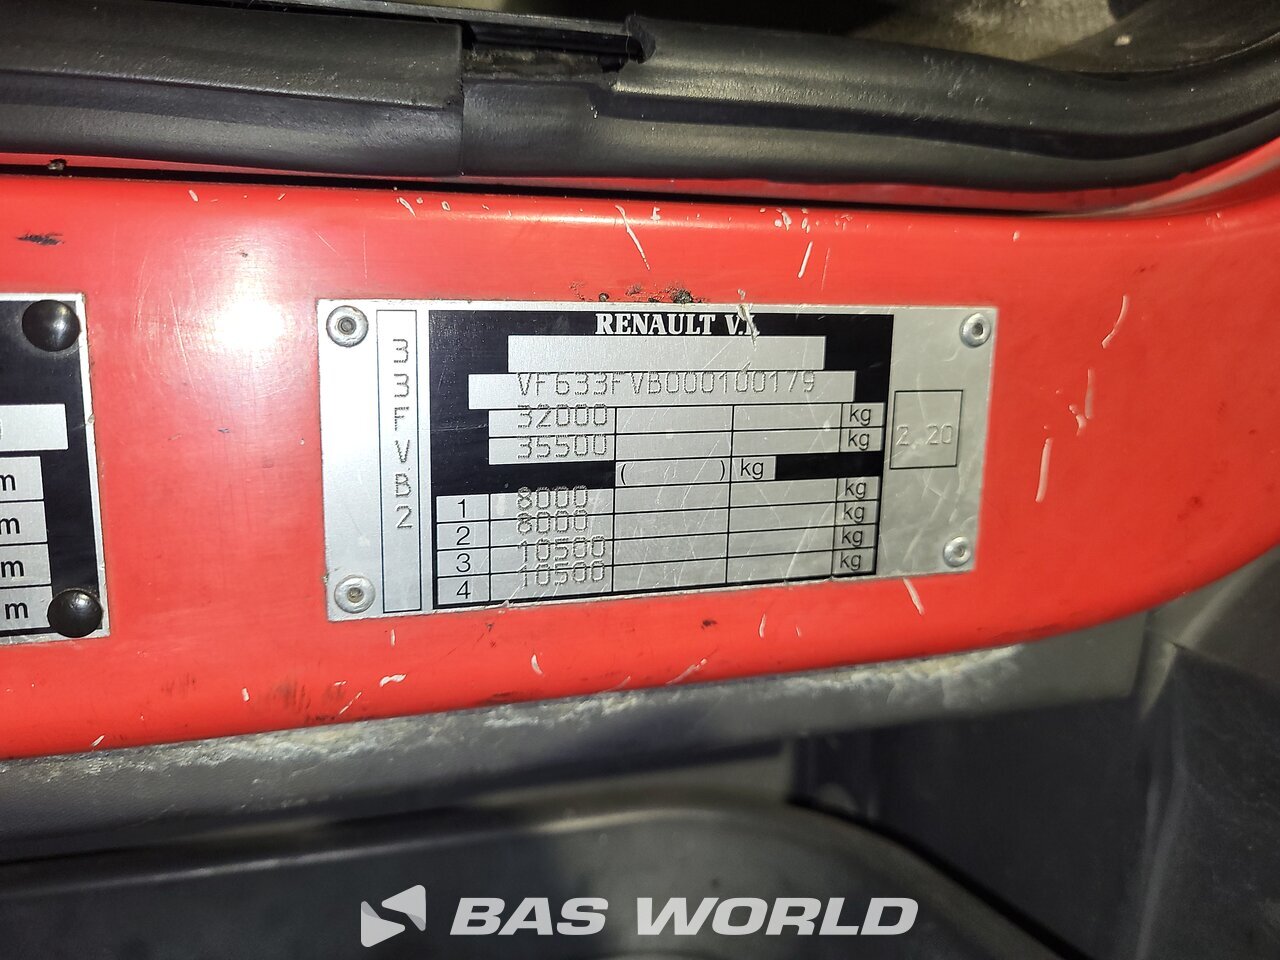 RENAULT V.I.
VF633FVB000100179
32000 kg
35500 kg
( ) kg
1 8000 kg
2 8000 kg
3 10500 kg
4 10500 kg
33FVB2
2.20
m
m
m
m
BAS WORLD